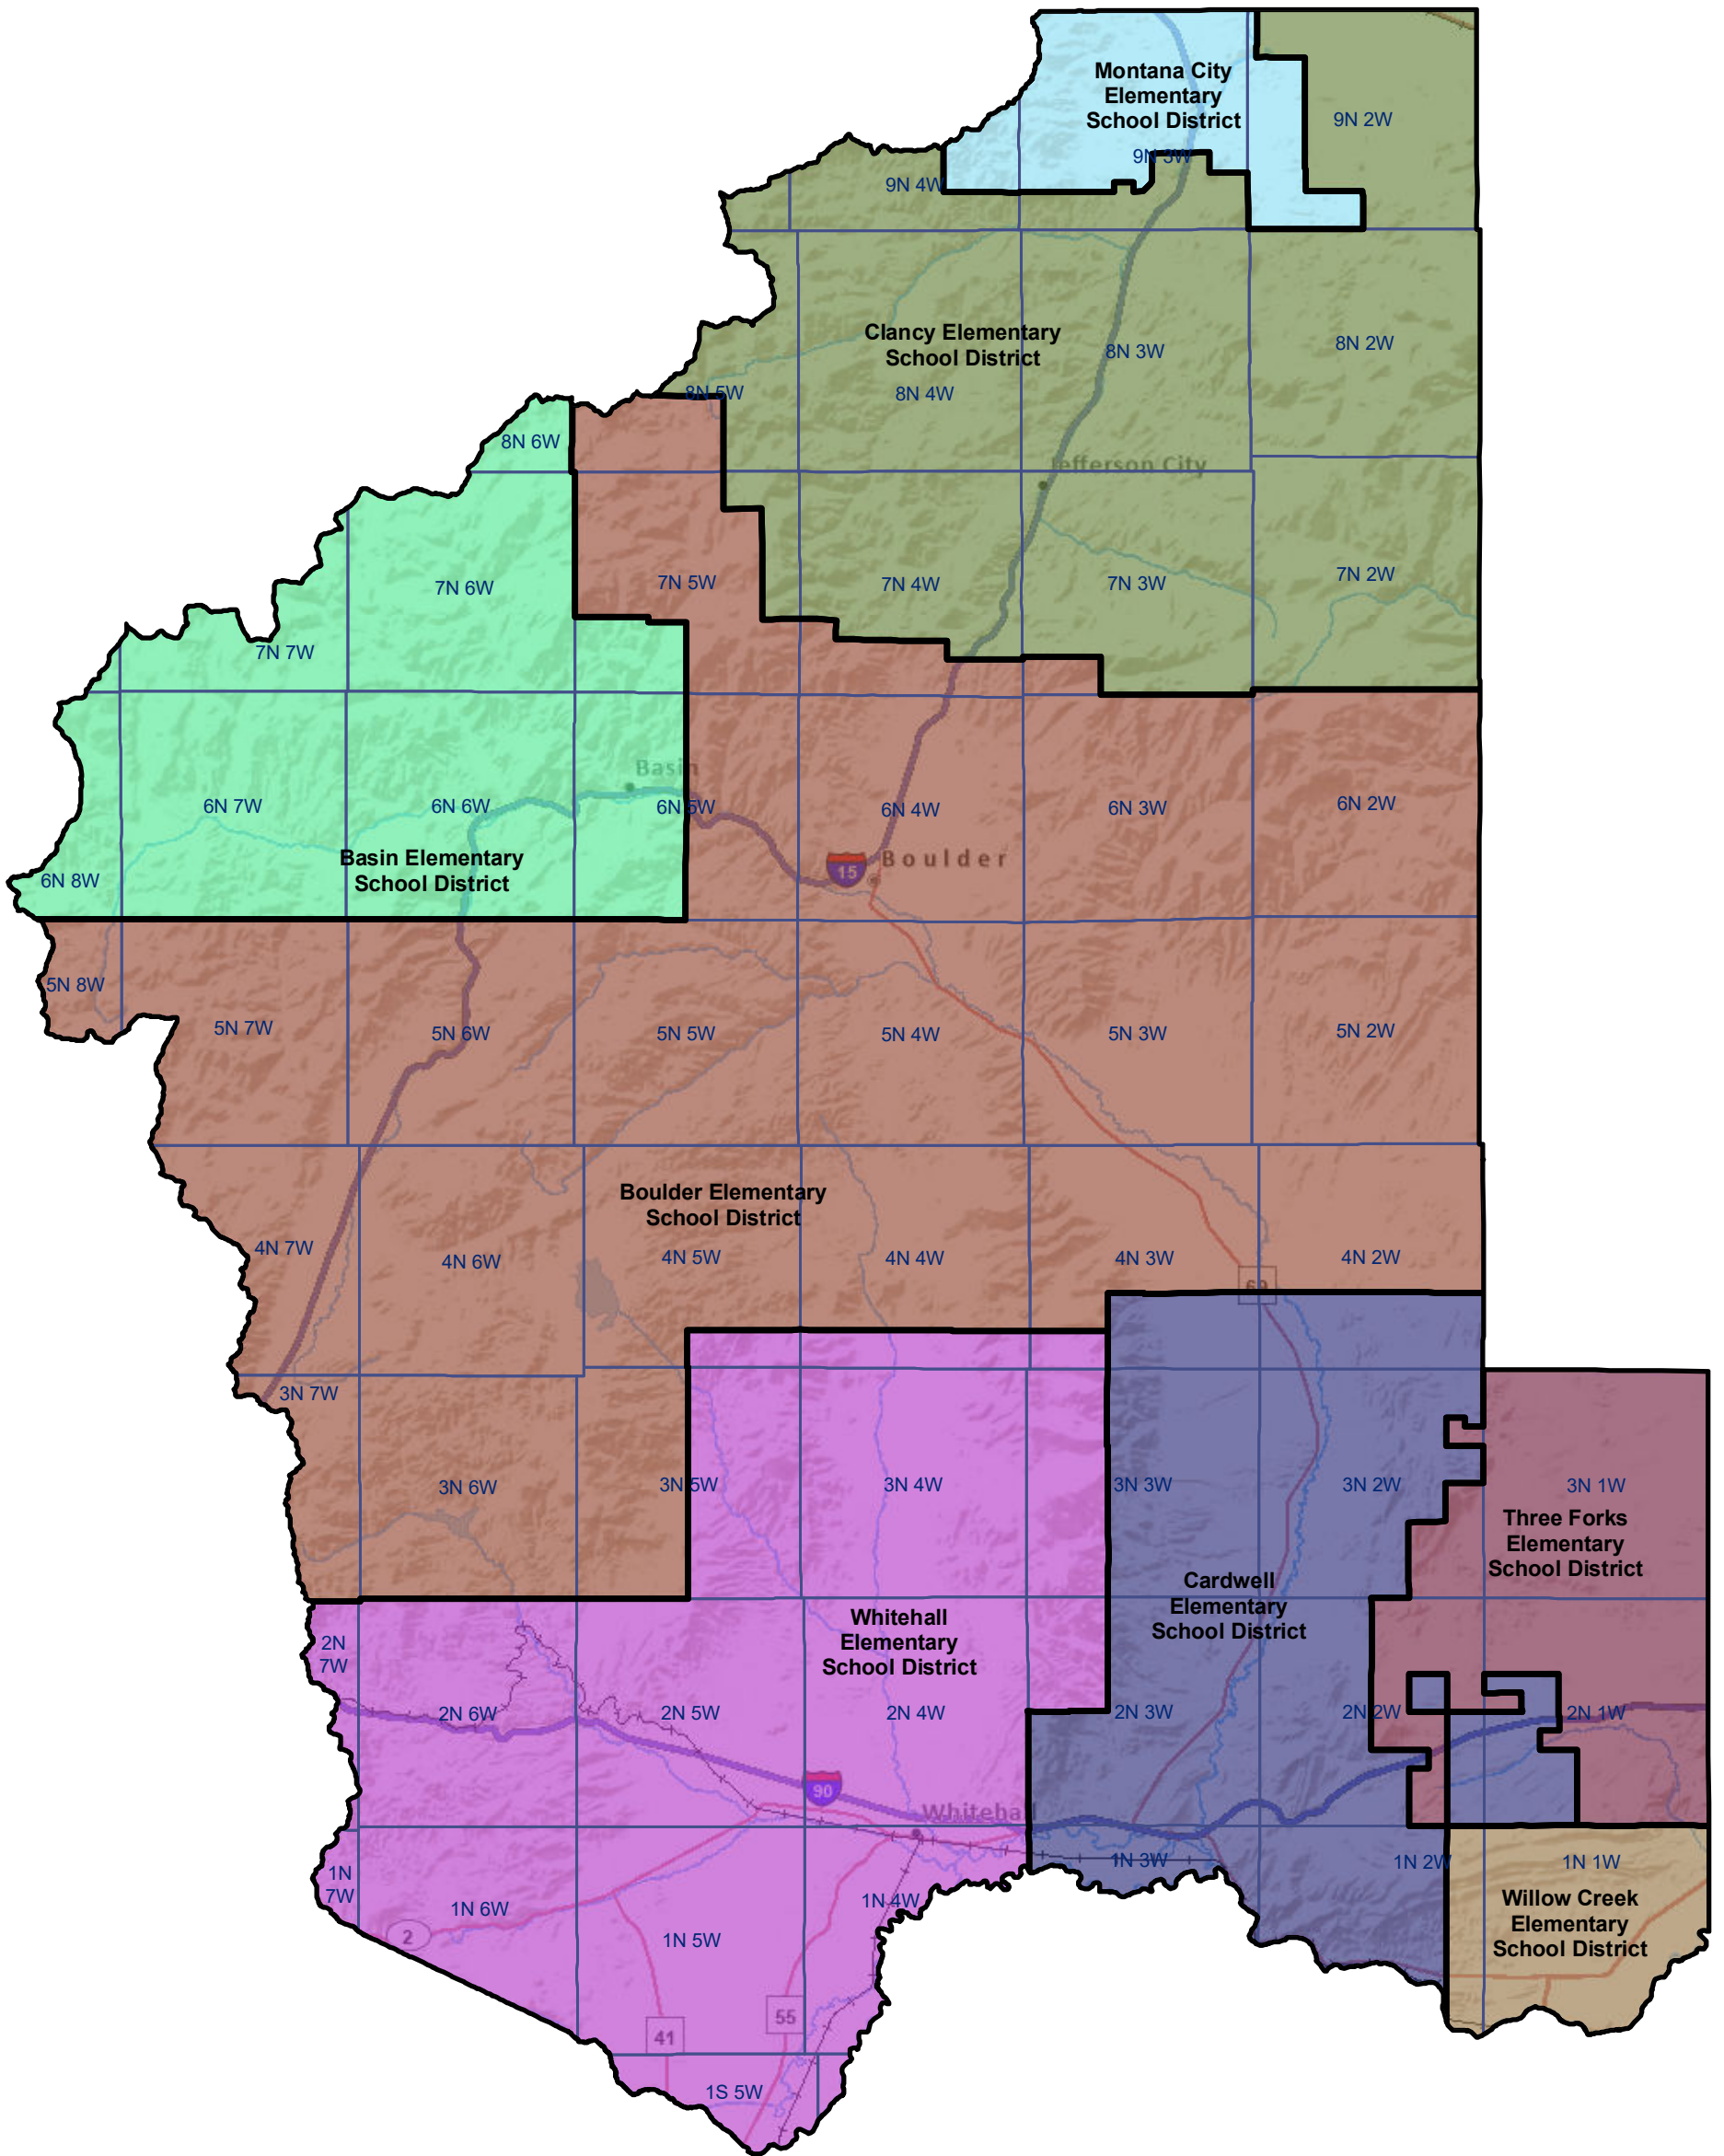 Montana City
Elementary
School District
9N 2W
9N 3W
9N 4W
Clancy Elementary
School District
8N 3W
8N 2W
8N 5W
8N 4W
8N 6W
Jefferson City
7N 6W
7N 5W
7N 4W
7N 3W
7N 2W
7N 7W
Basin
6N 7W
6N 6W
6N 5W
6N 4W
6N 3W
6N 2W
Basin Elementary
School District
15
Boulder
6N 8W
5N 8W
5N 7W
5N 6W
5N 5W
5N 4W
5N 3W
5N 2W
Boulder Elementary
School District
4N 7W
4N 6W
4N 5W
4N 4W
4N 3W
4N 2W
69
3N 7W
3N 6W
3N 5W
3N 4W
3N 3W
3N 2W
3N 1W
Three Forks
Elementary
School District
Cardwell
Elementary
School District
Whitehall
Elementary
School District
2N
7W
2N 6W
2N 5W
2N 4W
2N 3W
2N 2W
2N 1W
90
Whitehall
1N
7W
1N 6W
1N 5W
1N 4W
1N 3W
1N 2W
1N 1W
Willow Creek
Elementary
School District
2
41
55
1S 5W